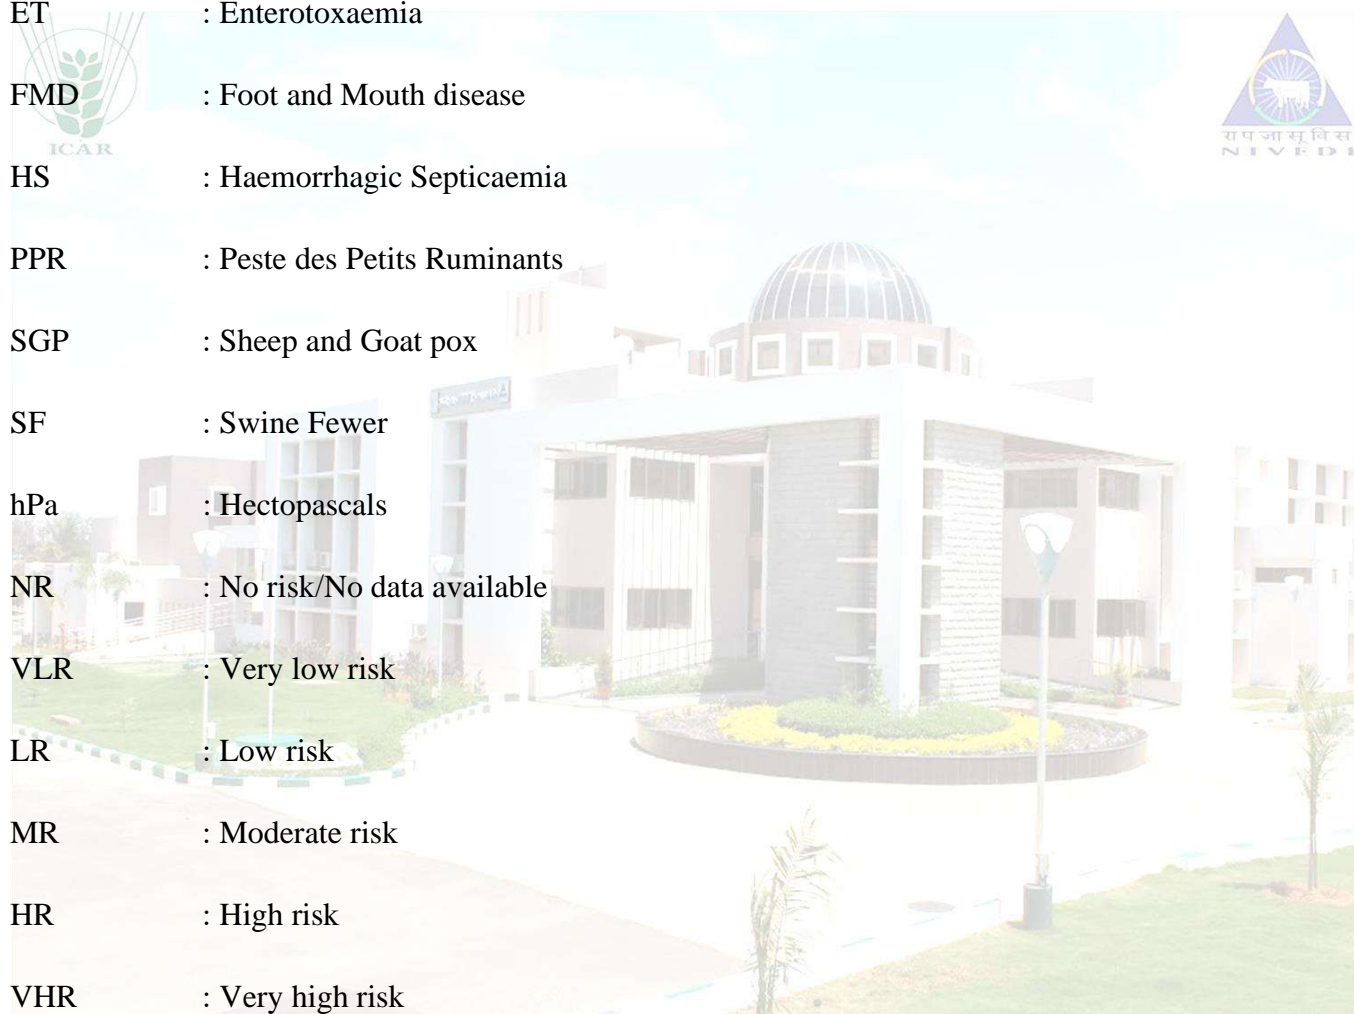 ET : Enterotoxaemia
FMD : Foot and Mouth disease
ICAR
रापजासूविसं
NIVEDI
HS : Haemorrhagic Septicaemia
PPR : Peste des Petits Ruminants
SGP : Sheep and Goat pox
SF : Swine Fewer
hPa : Hectopascals
NR : No risk/No data available
VLR : Very low risk
LR : Low risk
MR : Moderate risk
HR : High risk
VHR : Very high risk